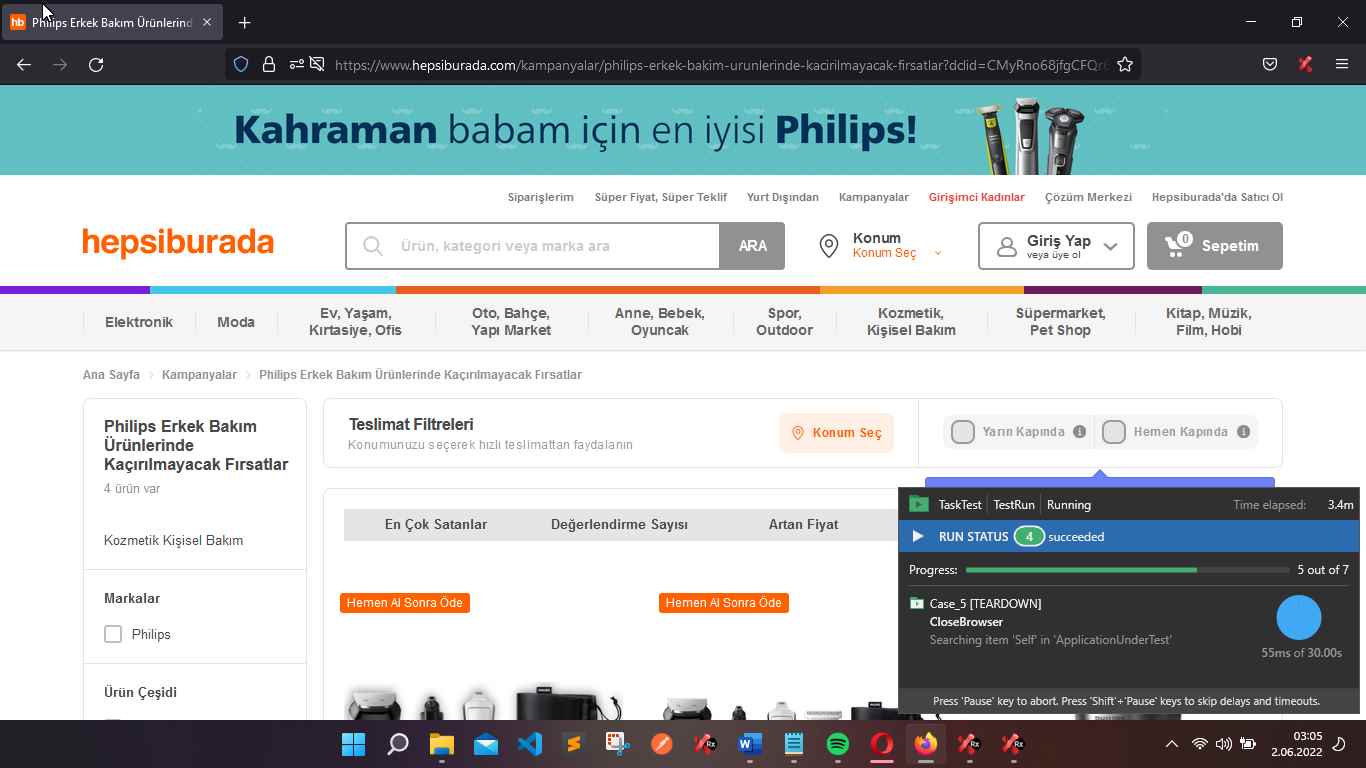 hb Philips Erkek Bakım Ürünlerind
https://www.hepsiburada.com/kampanyalar/philips-erkek-bakim-urunlerinde-kacirilmayacak-firsatlar?dclid=CMyRno68jfgCFQr
Kahraman babam için en iyisi Philips!
Siparişlerim Süper Fiyat, Süper Teklif Yurt Dışından Kampanyalar Girişimci Kadınlar Çözüm Merkezi Hepsiburada'da Satıcı Ol
hepsiburada
Ürün, kategori veya marka ara
ARA
Konum
Konum Seç
Giriş Yap
veya üye ol
0 Sepetim
Elektronik
Moda
Ev, Yaşam,
Kırtasiye, Ofis
Oto, Bahçe,
Yapı Market
Anne, Bebek,
Oyuncak
Spor,
Outdoor
Kozmetik,
Kişisel Bakım
Süpermarket,
Pet Shop
Kitap, Müzik,
Film, Hobi
Ana Sayfa Kampanyalar Philips Erkek Bakım Ürünlerinde Kaçırılmayacak Fırsatlar
Philips Erkek Bakım
Ürünlerinde
Kaçırılmayacak Fırsatlar
4 ürün var
Kozmetik Kişisel Bakım
Markalar
Philips
Ürün Çeşidi
Teslimat Filtreleri
Konumunuzu seçerek hızlı teslimattan faydalanın
Konum Seç
Yarın Kapında
Hemen Kapında
En Çok Satanlar Değerlendirme Sayısı Artan Fiyat
Hemen Al Sonra Öde
Hemen Al Sonra Öde
TaskTest TestRun Running Time elapsed: 3.4m
RUN STATUS 4 succeeded
Progress: 5 out of 7
Case_5 [TEARDOWN]
CloseBrowser
Searching item 'Self' in 'ApplicationUnderTest'
55ms of 30.00s
Press 'Pause' key to abort. Press 'Shift'+'Pause' keys to skip delays and timeouts.
03:05
2.06.2022